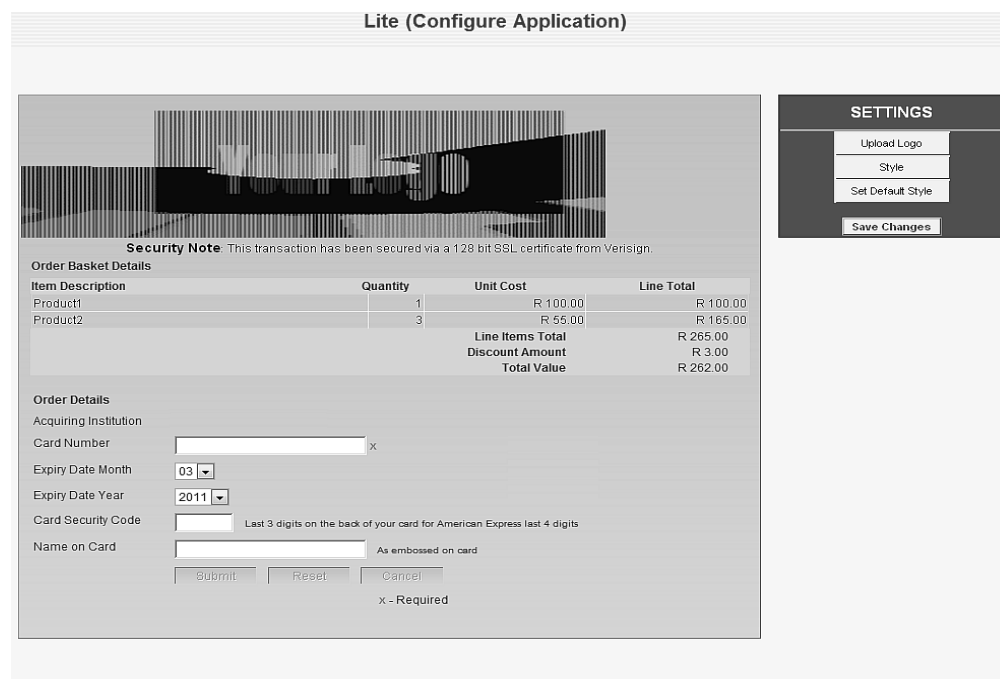 Lite (Configure Application)
SETTINGS
Upload Logo
Style
Set Default Style
Save Changes
Your Logo
Security Note: This transaction has been secured via a 128 bit SSL certificate from Verisign.
Order Basket Details
Item Description Quantity Unit Cost Line Total
Product1 1 R 100.00 R 100.00
Product2 3 R 55.00 R 165.00
Line Items Total R 265.00
Discount Amount R 3.00
Total Value R 262.00
Order Details
Acquiring Institution
Card Number x
Expiry Date Month 03
Expiry Date Year 2011
Card Security Code Last 3 digits on the back of your card for American Express last 4 digits
Name on Card As embossed on card
Submit Reset Cancel
x - Required